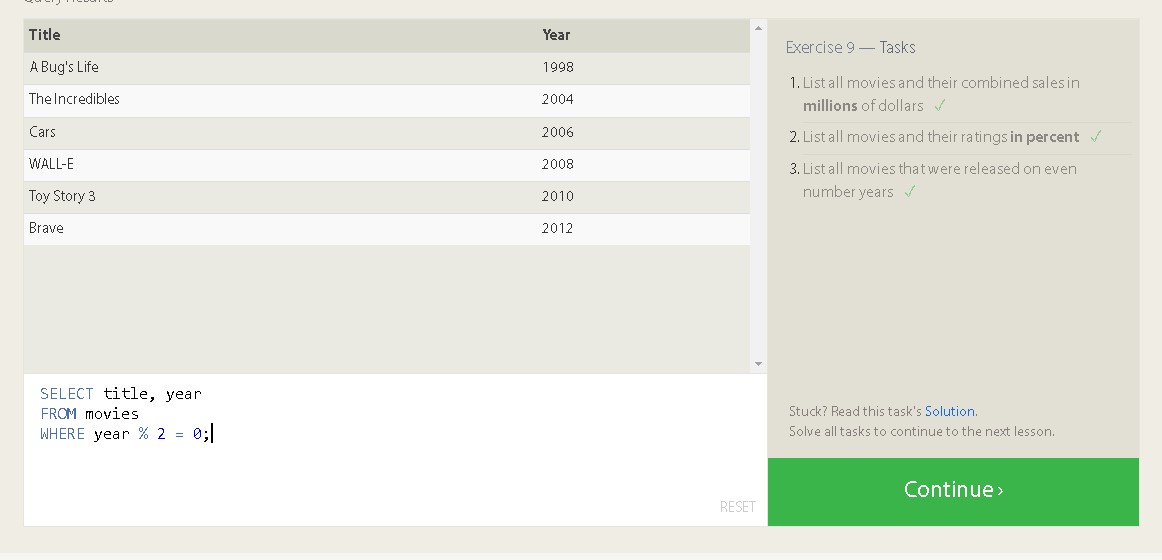 Query Results
Title Year
A Bug's Life 1998
The Incredibles 2004
Cars 2006
WALL-E 2008
Toy Story 3 2010
Brave 2012
SELECT title, year
FROM movies
WHERE year % 2 = 0;
RESET
Exercise 9 — Tasks
1. List all movies and their combined sales in
millions of dollars ✓
2. List all movies and their ratings in percent ✓
3. List all movies that were released on even
number years ✓
Stuck? Read this task's Solution.
Solve all tasks to continue to the next lesson.
Continue ›